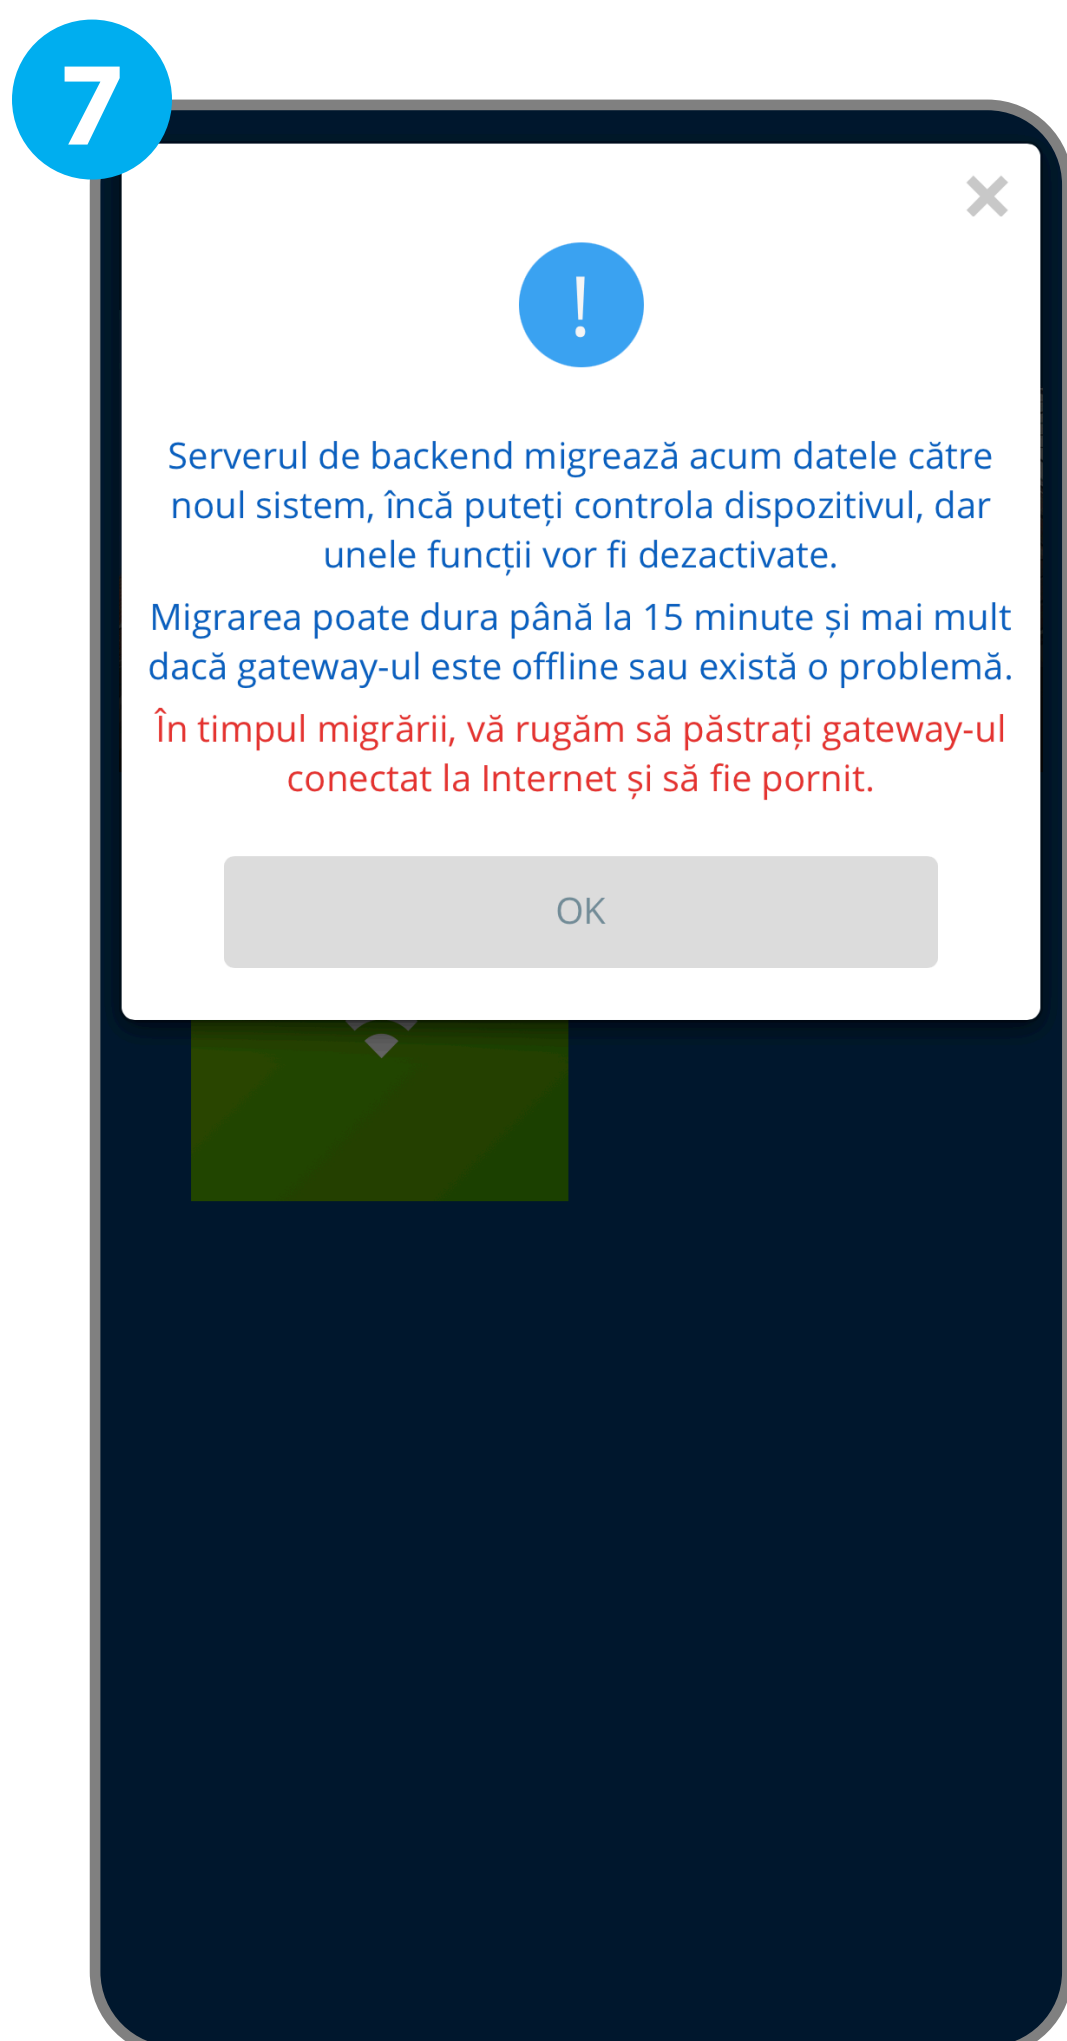 7
!
Serverul de backend migrează acum datele către
noul sistem, încă puteți controla dispozitivul, dar
unele funcții vor fi dezactivate.
Migrarea poate dura până la 15 minute și mai mult
dacă gateway-ul este offline sau există o problemă.
În timpul migrării, vă rugăm să păstrați gateway-ul
conectat la Internet și să fie pornit.
OK